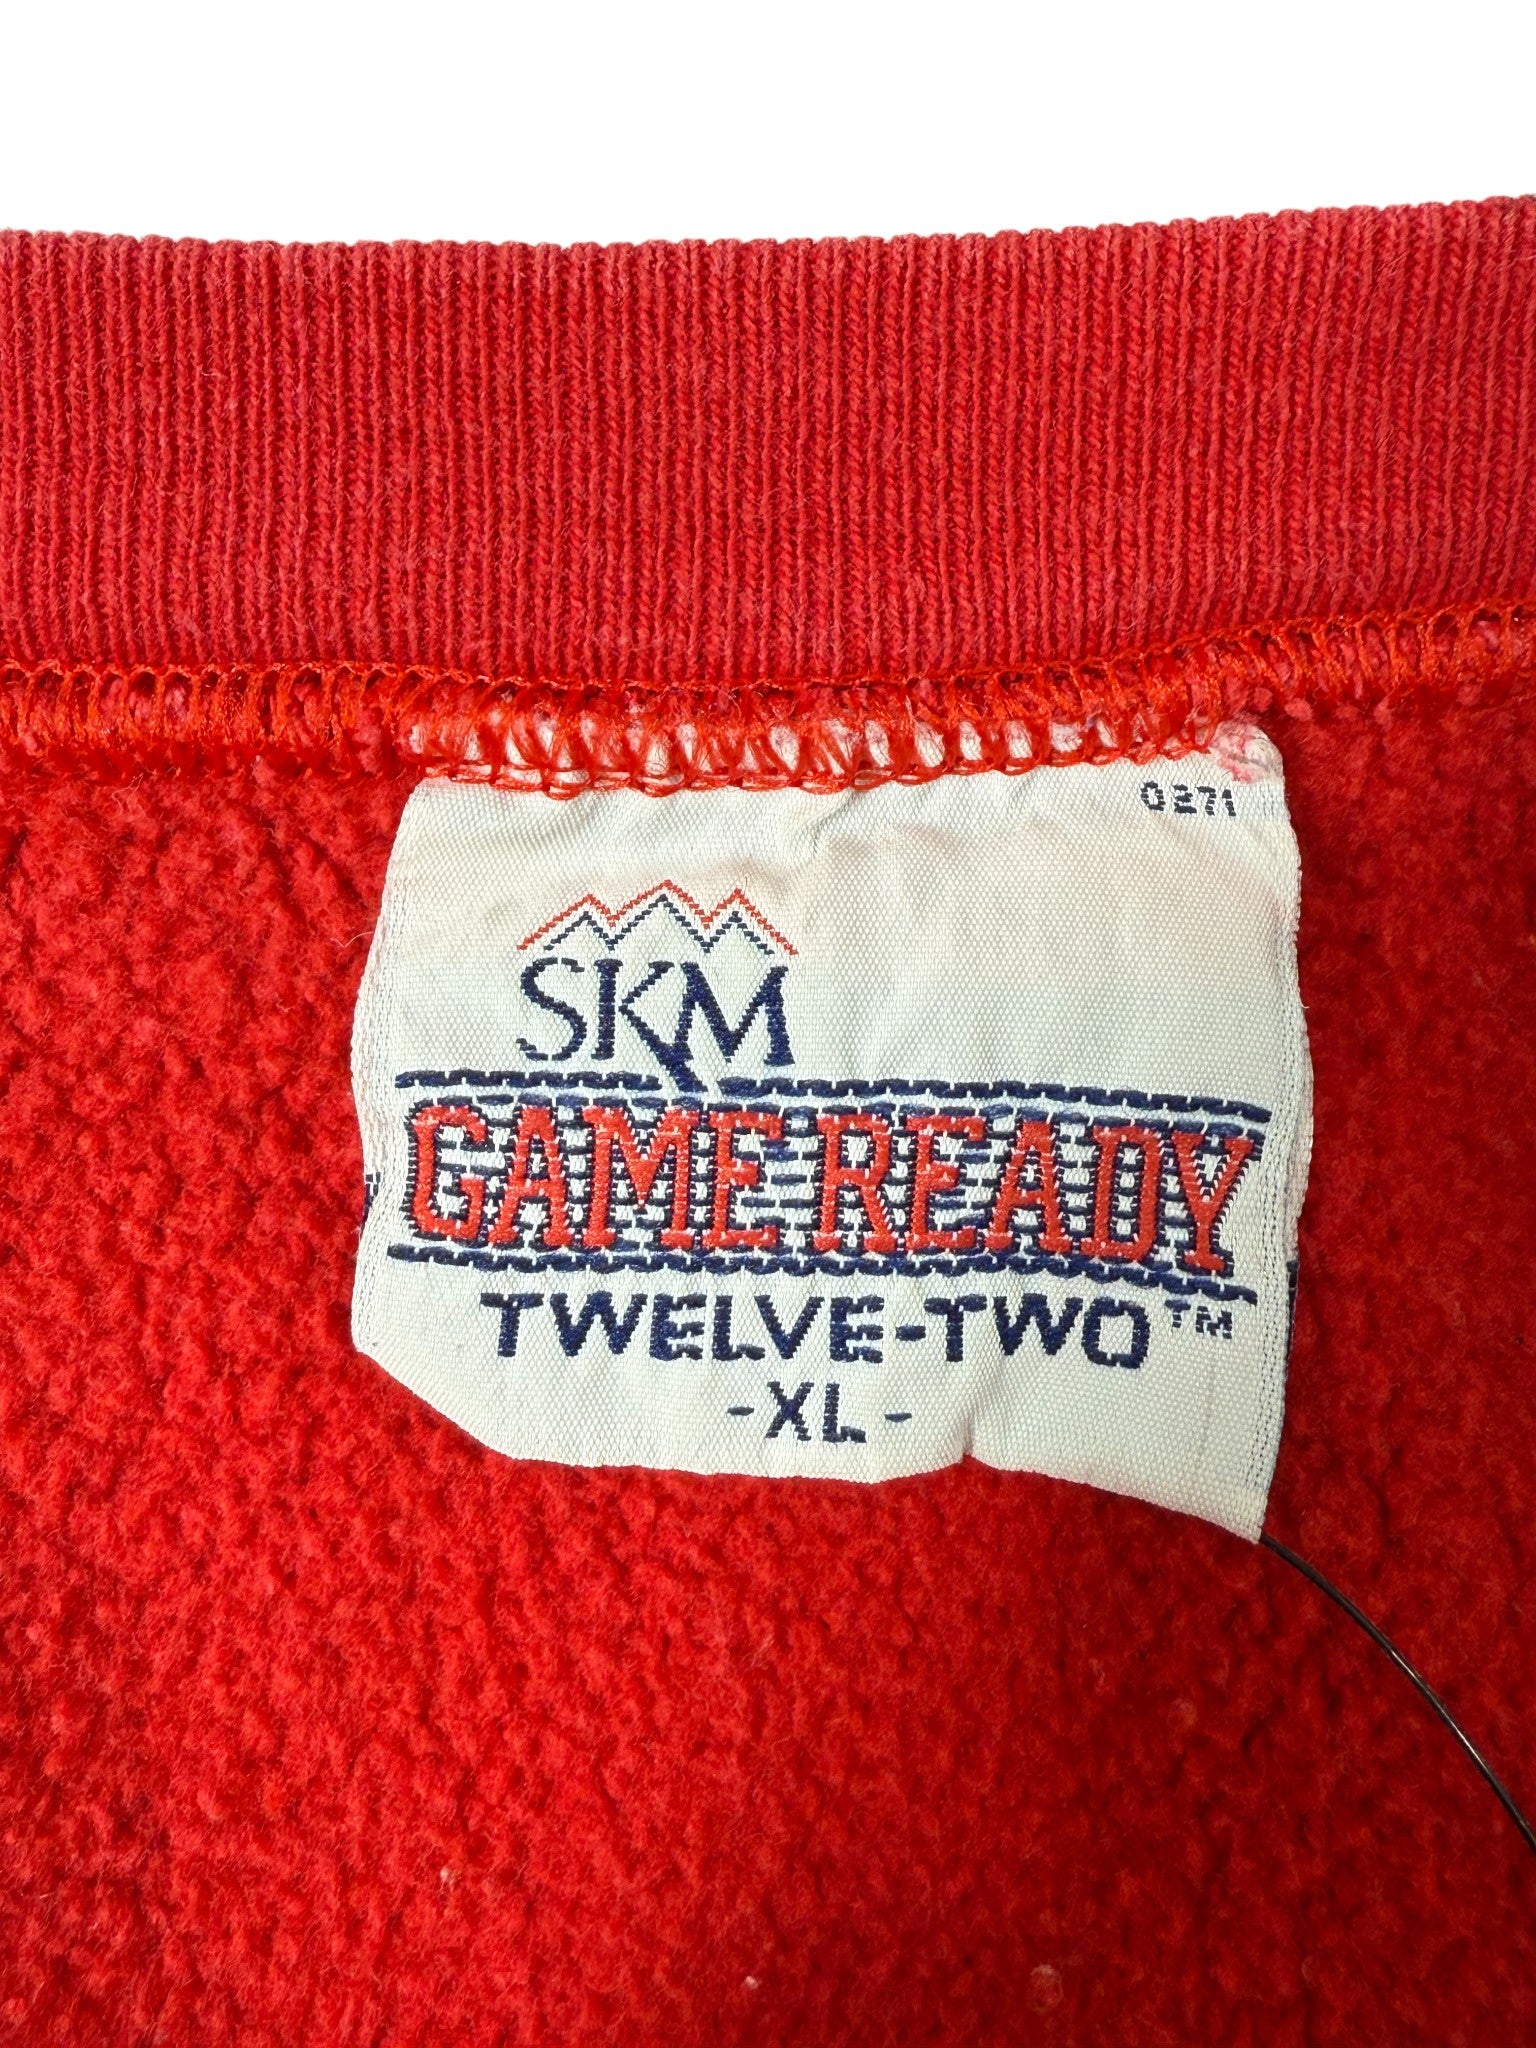 0271
SKM
GAME READY
TWELVE-TWO™
-XL-